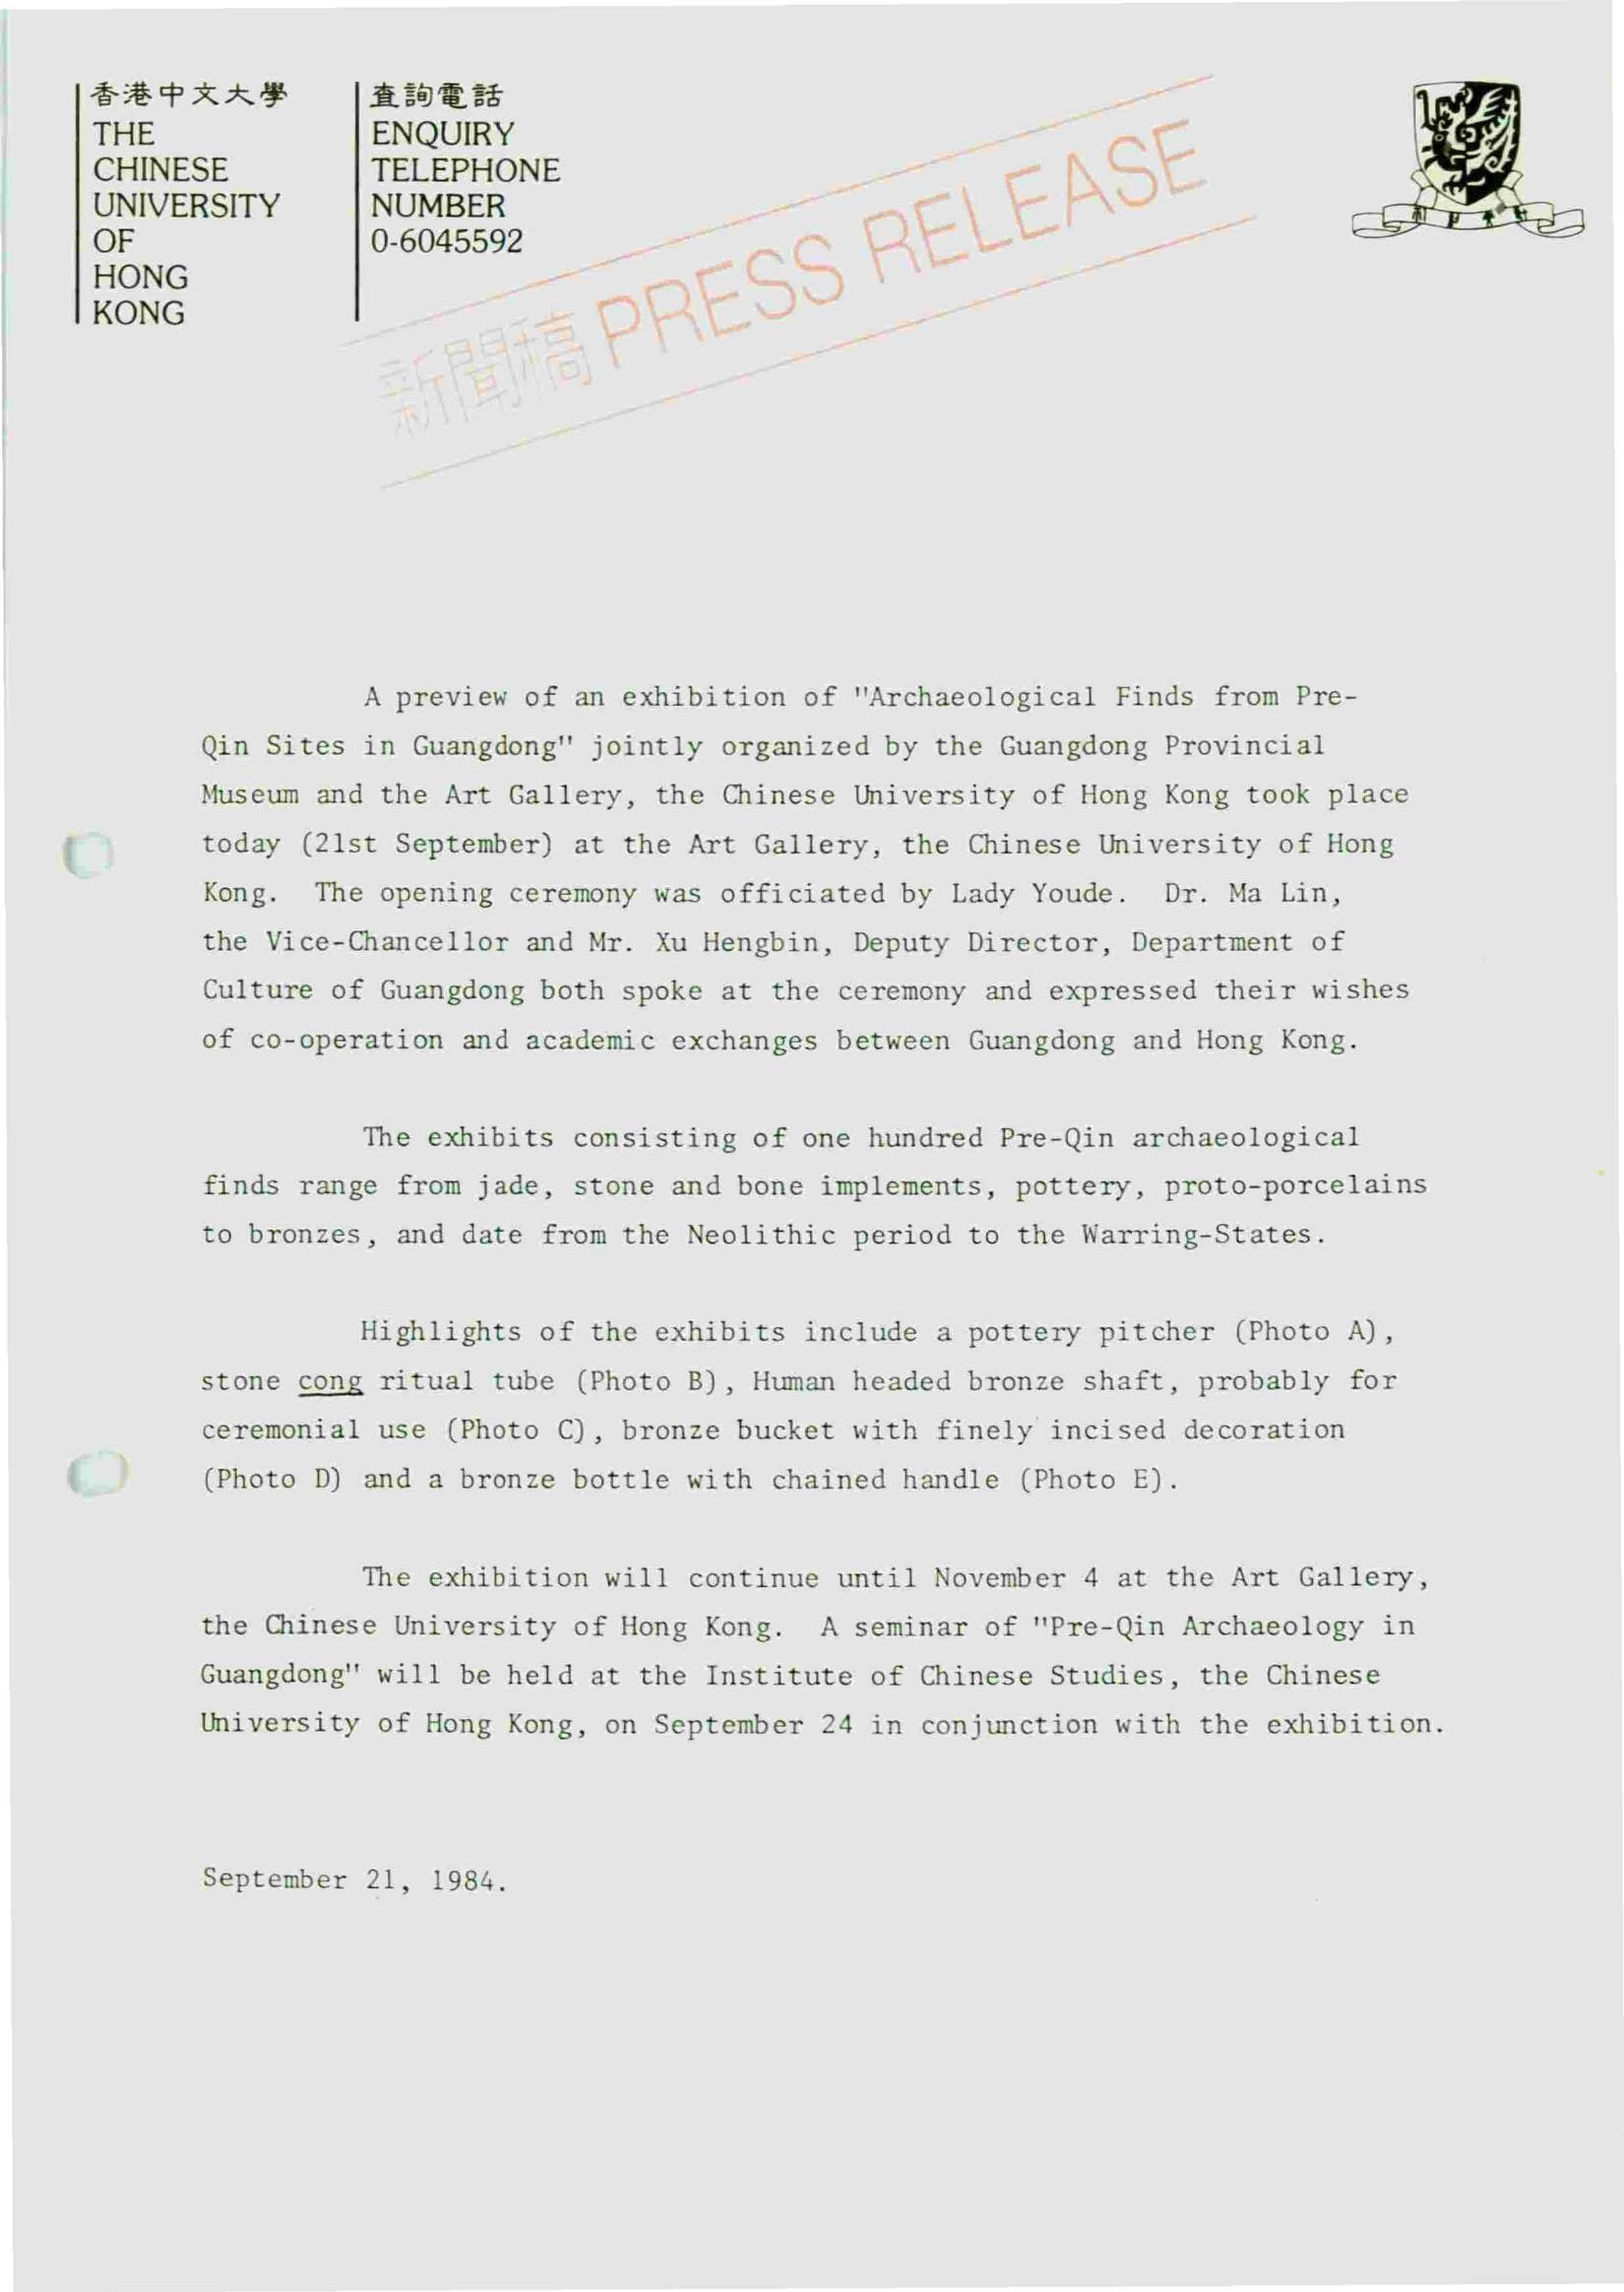 香港中文大學
THE
CHINESE
UNIVERSITY
OF
HONG
KONG
查詢電話
ENQUIRY
TELEPHONE
NUMBER
0-6045592
新聞稿 PRESS RELEASE
A preview of an exhibition of "Archaeological Finds from Pre-
Qin Sites in Guangdong" jointly organized by the Guangdong Provincial
Museum and the Art Gallery, the Chinese University of Hong Kong took place
today (21st September) at the Art Gallery, the Chinese University of Hong
Kong. The opening ceremony was officiated by Lady Youde. Dr. Ma Lin,
the Vice-Chancellor and Mr. Xu Hengbin, Deputy Director, Department of
Culture of Guangdong both spoke at the ceremony and expressed their wishes
of co-operation and academic exchanges between Guangdong and Hong Kong.
The exhibits consisting of one hundred Pre-Qin archaeological
finds range from jade, stone and bone implements, pottery, proto-porcelains
to bronzes, and date from the Neolithic period to the Warring-States.
Highlights of the exhibits include a pottery pitcher (Photo A),
stone cong ritual tube (Photo B), Human headed bronze shaft, probably for
ceremonial use (Photo C), bronze bucket with finely incised decoration
(Photo D) and a bronze bottle with chained handle (Photo E).
The exhibition will continue until November 4 at the Art Gallery,
the Chinese University of Hong Kong. A seminar of "Pre-Qin Archaeology in
Guangdong" will be held at the Institute of Chinese Studies, the Chinese
University of Hong Kong, on September 24 in conjunction with the exhibition.
September 21, 1984.